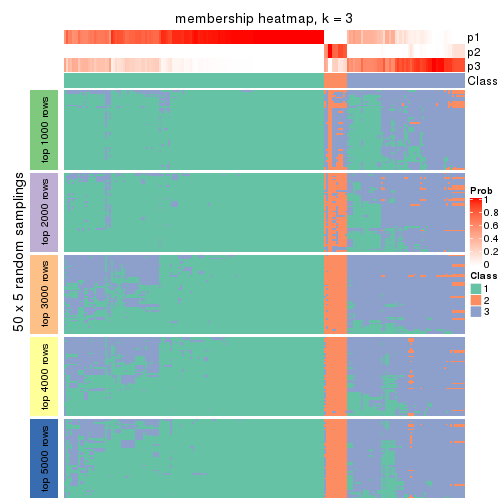 membership heatmap, k = 3
p1
p2
p3
Class
50 x 5 random samplings
top 1000 rows
top 2000 rows
top 3000 rows
top 4000 rows
top 5000 rows
Prob
1
0.8
0.6
0.4
0.2
0
Class
1
2
3